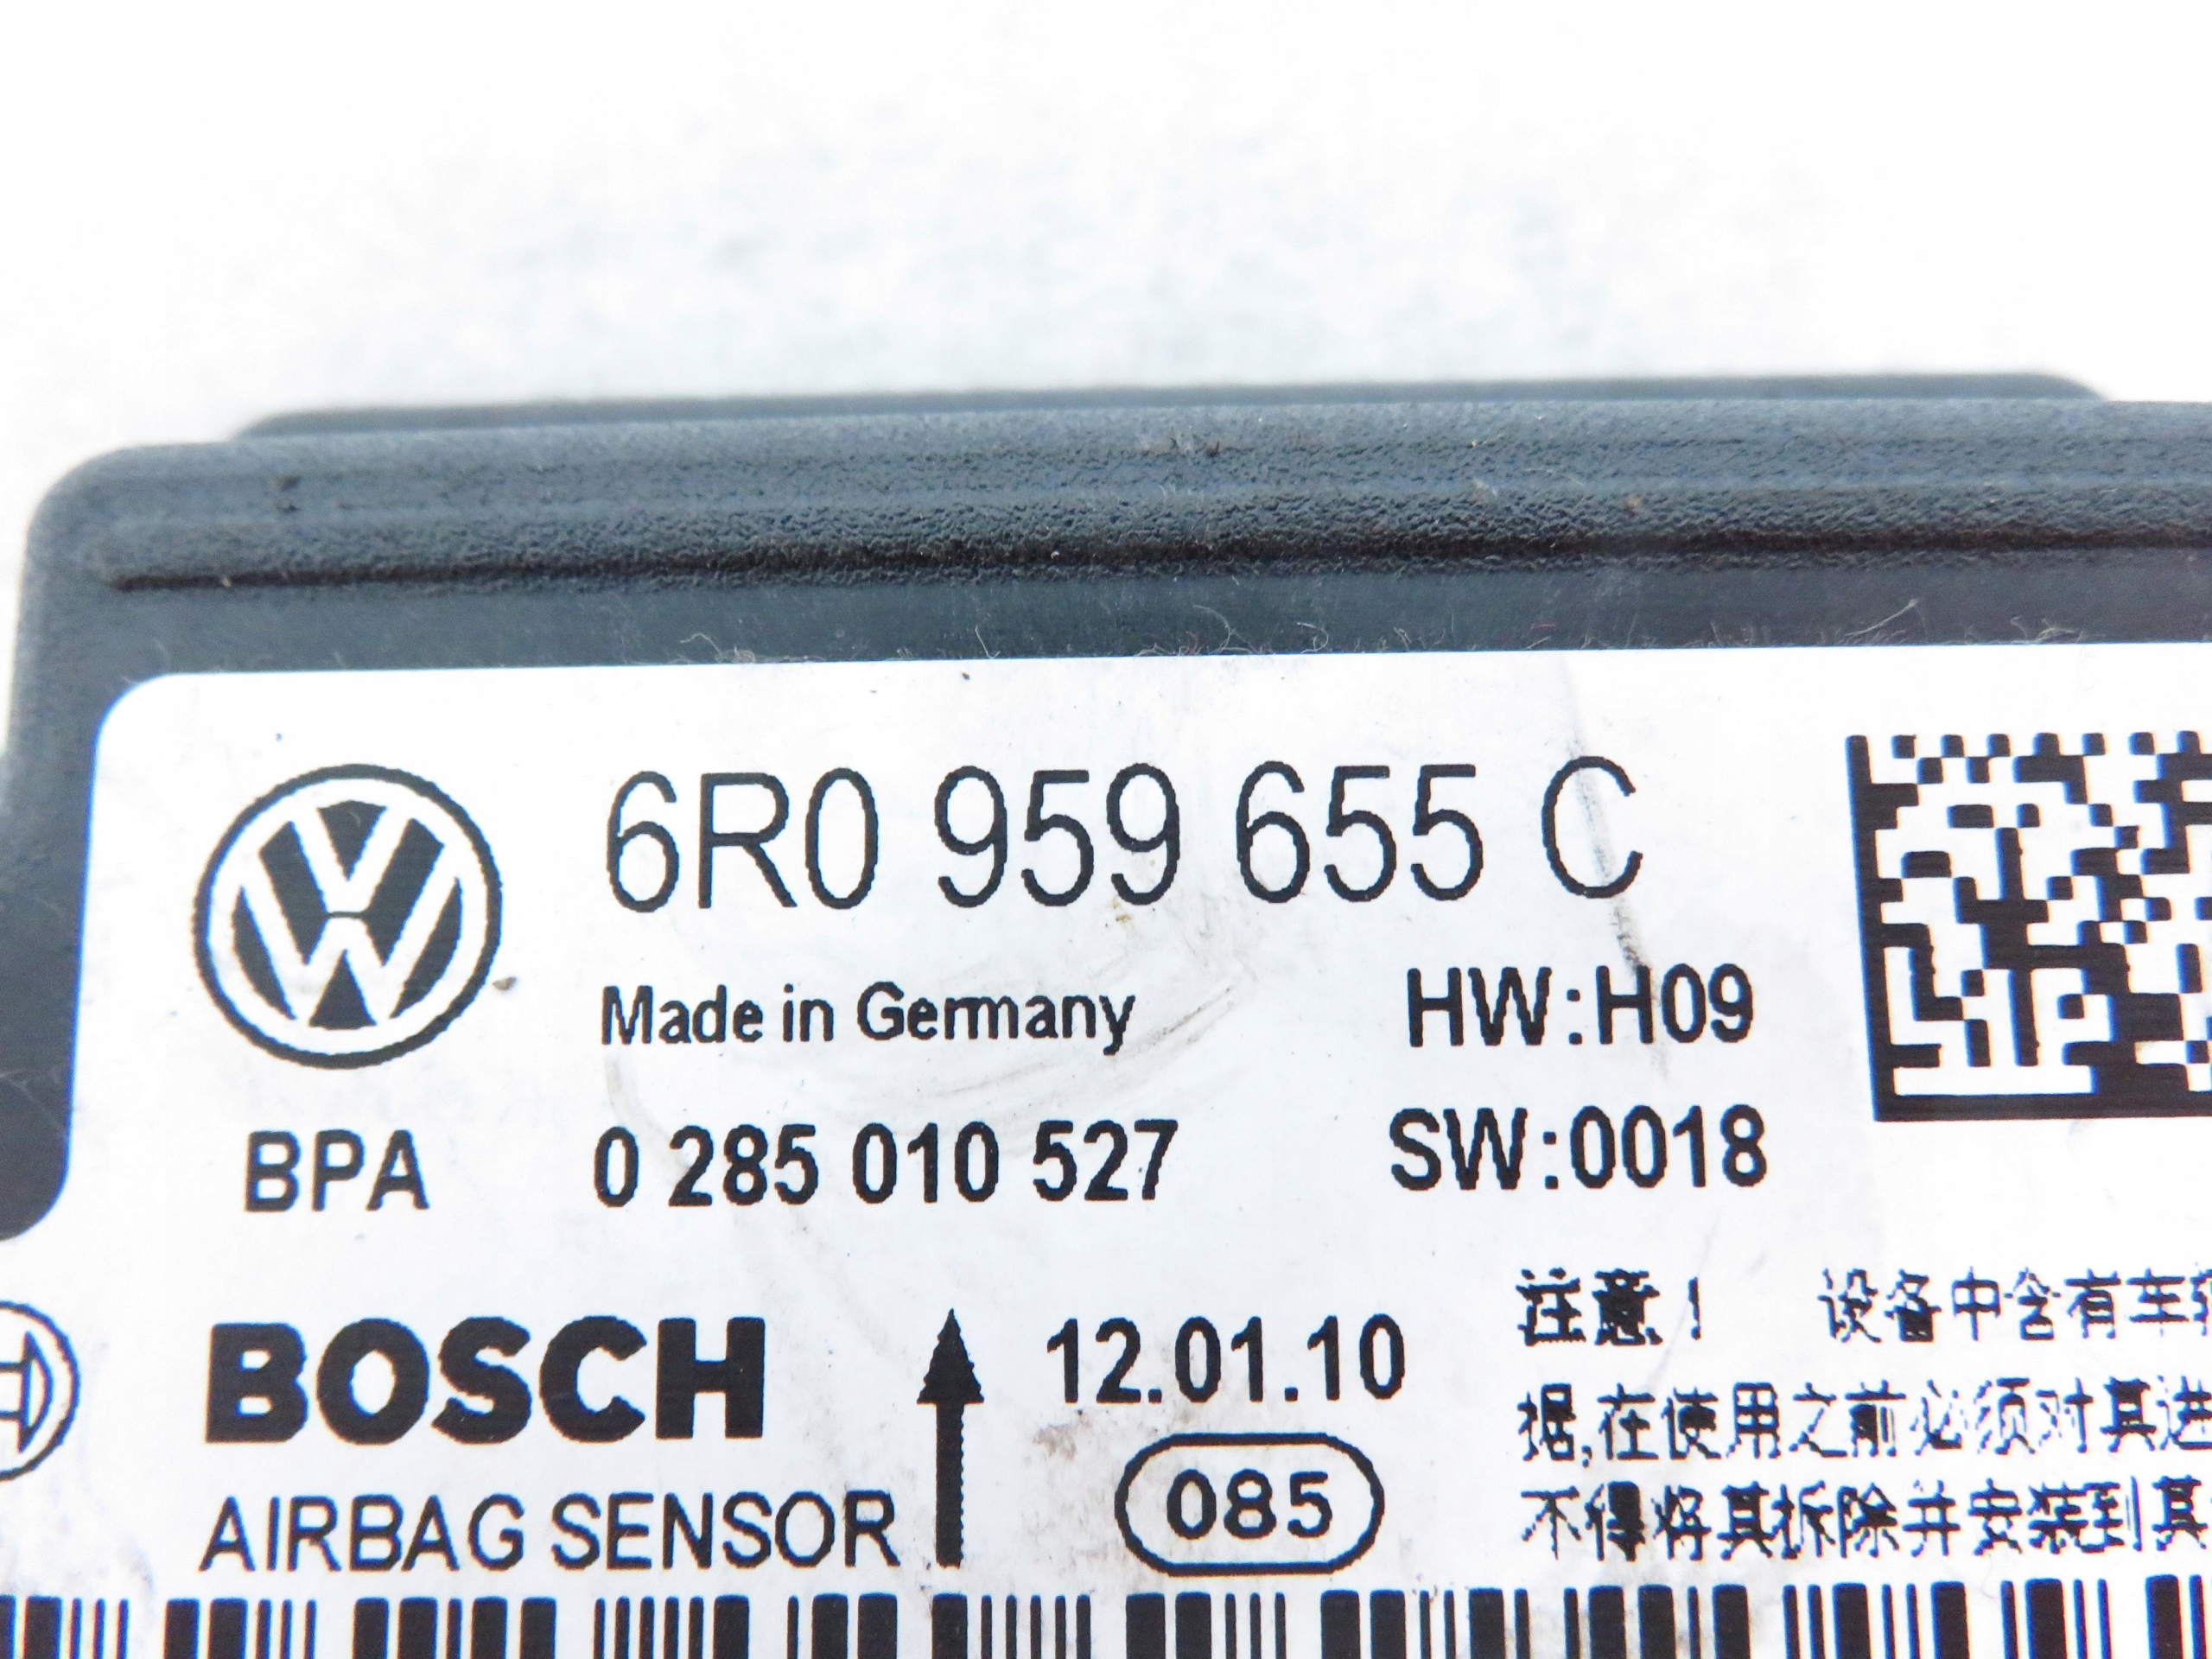 6R0 959 655 C
Made in Germany HW:H09
BPA 0 285 010 527 SW:0018
BOSCH 12.01.10
AIRBAG SENSOR 085
注意！ 设备中含有车
据,在使用之前必须对其进
不得将其拆除并安装到其